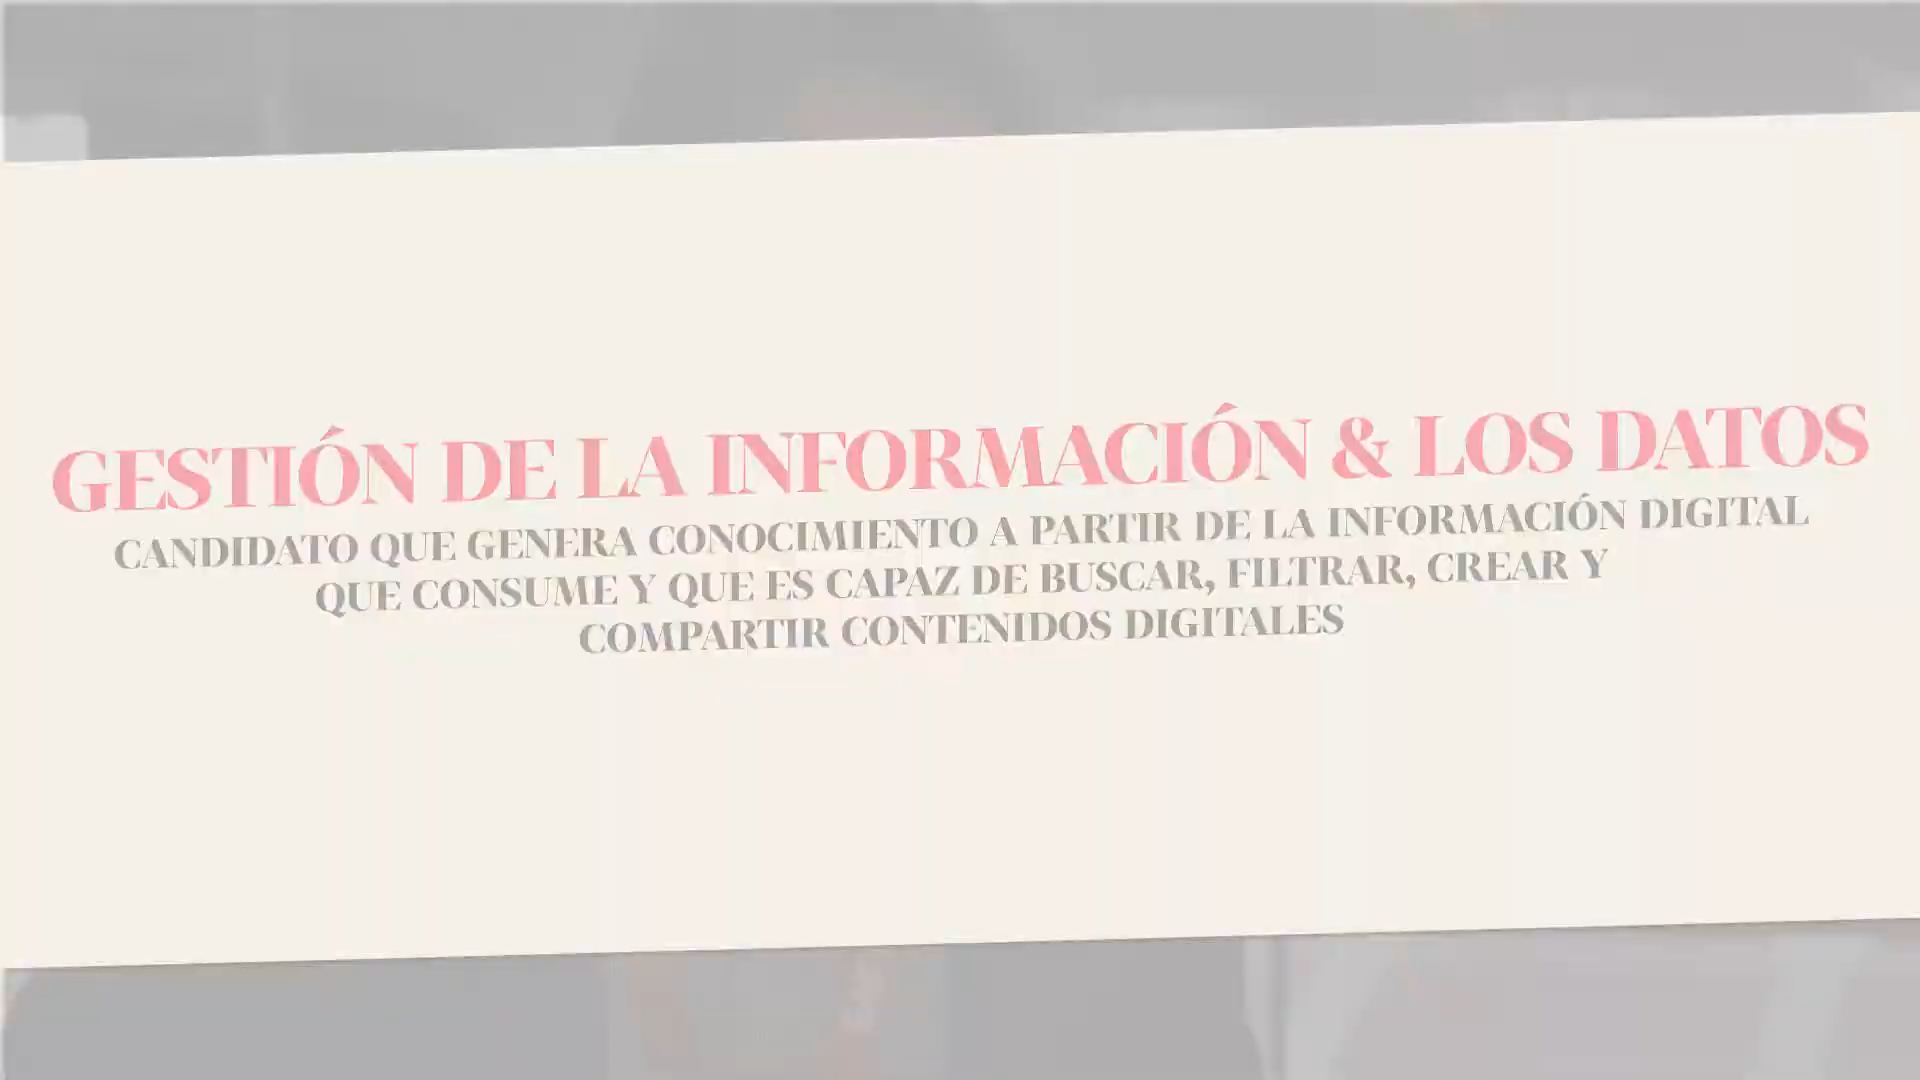 GESTIÓN DE LA INFORMACIÓN & LOS DATOS
CANDIDATO QUE GENERA CONOCIMIENTO A PARTIR DE LA INFORMACIÓN DIGITAL
QUE CONSUME Y QUE ES CAPAZ DE BUSCAR, FILTRAR, CREAR Y
COMPARTIR CONTENIDOS DIGITALES